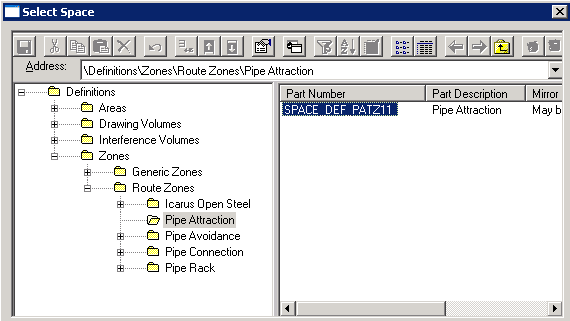 Select Space
Address: \Definitions\Zones\Route Zones\Pipe Attraction
Definitions
Areas
Drawing Volumes
Interference Volumes
Zones
Generic Zones
Route Zones
Icarus Open Steel
Pipe Attraction
Pipe Avoidance
Pipe Connection
Pipe Rack
Part Number Part Description Mirror
SPACE_DEF_PATZ11 Pipe Attraction May b